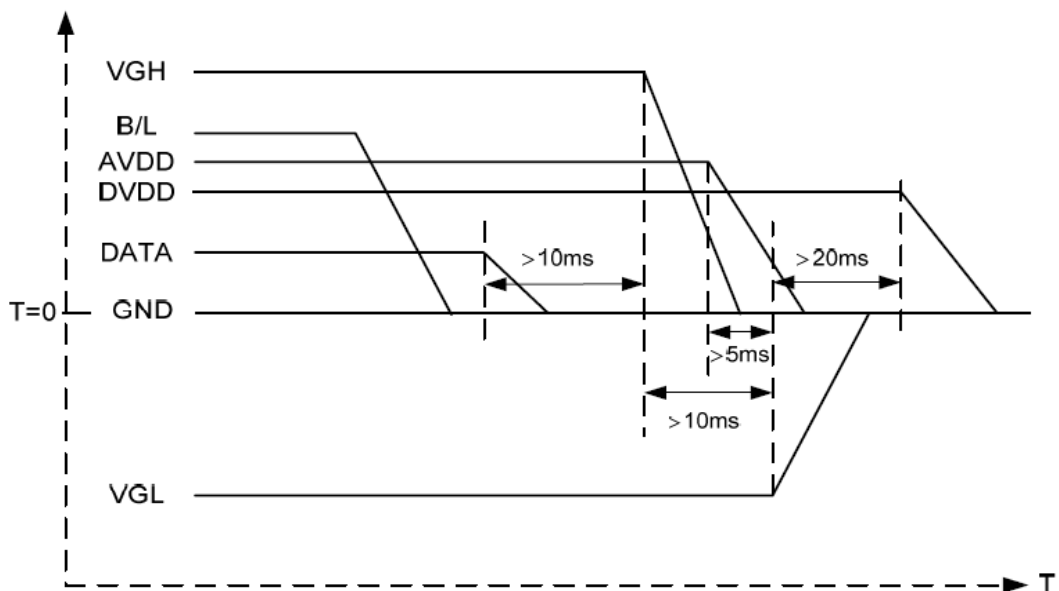 VGH
B/L
AVDD
DVDD
DATA
>10ms
>20ms
T=0
GND
>5ms
>10ms
VGL
T